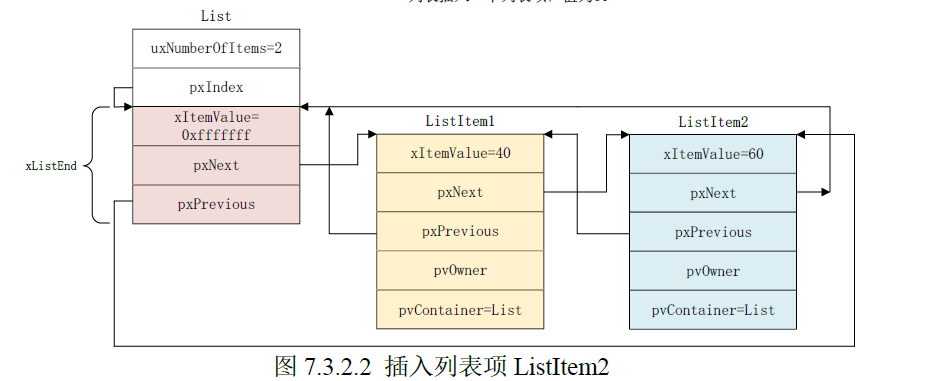 List
uxNumberOfItems=2
pxIndex
xItemValue=
0xfffffff
pxNext
pxPrevious
xListEnd
ListItem1
xItemValue=40
pxNext
pxPrevious
pvOwner
pvContainer=List
ListItem2
xItemValue=60
pxNext
pxPrevious
pvOwner
pvContainer=List
图 7.3.2.2 插入列表项 ListItem2